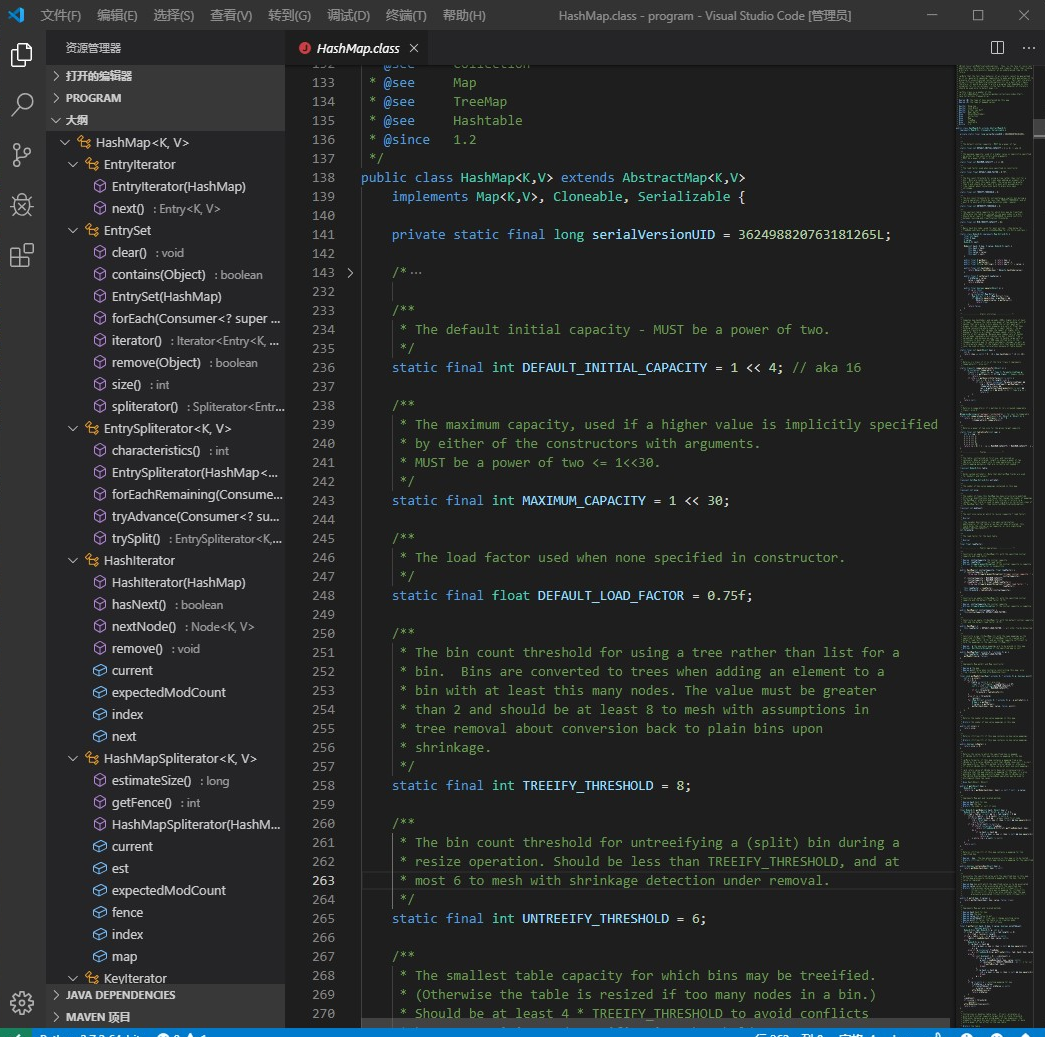 文件(F) 编辑(E) 选择(S) 查看(V) 转到(G) 调试(D) 终端(T) 帮助(H) HashMap.class - program - Visual Studio Code [管理员]
资源管理器
打开的编辑器
PROGRAM
大纲
HashMap<K, V>
EntryIterator
EntryIterator(HashMap)
next() : Entry<K, V>
EntrySet
clear() : void
contains(Object) : boolean
EntrySet(HashMap)
forEach(Consumer<? super ...
iterator() : Iterator<Entry<K, ...
remove(Object) : boolean
size() : int
spliterator() : Spliterator<Entr...
EntrySpliterator<K, V>
characteristics() : int
EntrySpliterator(HashMap<...
forEachRemaining(Consume...
tryAdvance(Consumer<? su...
trySplit() : EntrySpliterator<K,...
HashIterator
HashIterator(HashMap)
hasNext() : boolean
nextNode() : Node<K, V>
remove() : void
current
expectedModCount
index
next
HashMapSpliterator<K, V>
estimateSize() : long
getFence() : int
HashMapSpliterator(HashM...
current
est
expectedModCount
fence
index
map
KeyIterator
JAVA DEPENDENCIES
MAVEN 项目
HashMap.class
132 * @see Collection
133 * @see Map
134 * @see TreeMap
135 * @see Hashtable
136 * @since 1.2
137 */
138 public class HashMap<K,V> extends AbstractMap<K,V>
139 implements Map<K,V>, Cloneable, Serializable {
140
141 private static final long serialVersionUID = 362498820763181265L;
142
143 /* ...
232
233 /**
234 * The default initial capacity - MUST be a power of two.
235 */
236 static final int DEFAULT_INITIAL_CAPACITY = 1 << 4; // aka 16
237
238 /**
239 * The maximum capacity, used if a higher value is implicitly specified
240 * by either of the constructors with arguments.
241 * MUST be a power of two <= 1<<30.
242 */
243 static final int MAXIMUM_CAPACITY = 1 << 30;
244
245 /**
246 * The load factor used when none specified in constructor.
247 */
248 static final float DEFAULT_LOAD_FACTOR = 0.75f;
249
250 /**
251 * The bin count threshold for using a tree rather than list for a
252 * bin.  Bins are converted to trees when adding an element to a
253 * bin with at least this many nodes. The value must be greater
254 * than 2 and should be at least 8 to mesh with assumptions in
255 * tree removal about conversion back to plain bins upon
256 * shrinkage.
257 */
258 static final int TREEIFY_THRESHOLD = 8;
259
260 /**
261 * The bin count threshold for untreeifying a (split) bin during a
262 * resize operation. Should be less than TREEIFY_THRESHOLD, and at
263 * most 6 to mesh with shrinkage detection under removal.
264 */
265 static final int UNTREEIFY_THRESHOLD = 6;
266
267 /**
268 * The smallest table capacity for which bins may be treeified.
269 * (Otherwise the table is resized if too many nodes in a bin.)
270 * Should be at least 4 * TREEIFY_THRESHOLD to avoid conflicts